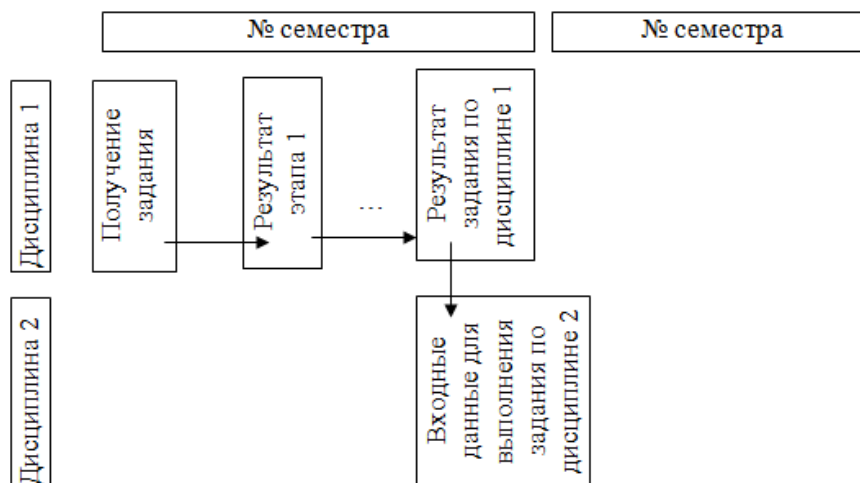 № семестра
№ семестра
Дисциплина 1
Получение
задания
Результат
этапа 1
...
Результат
задания по
дисциплине 1
Дисциплина 2
Входные
данные для
выполнения
задания по
дисциплине 2